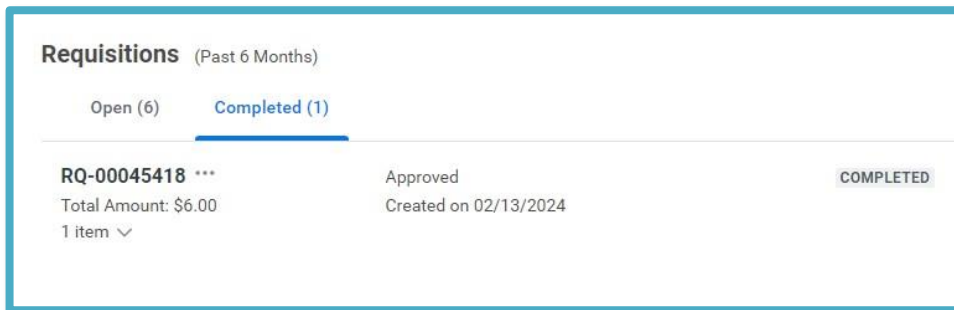 Requisitions (Past 6 Months)
Open (6) Completed (1)
RQ-00045418 ••• Approved COMPLETED
Total Amount: $6.00 Created on 02/13/2024
1 item